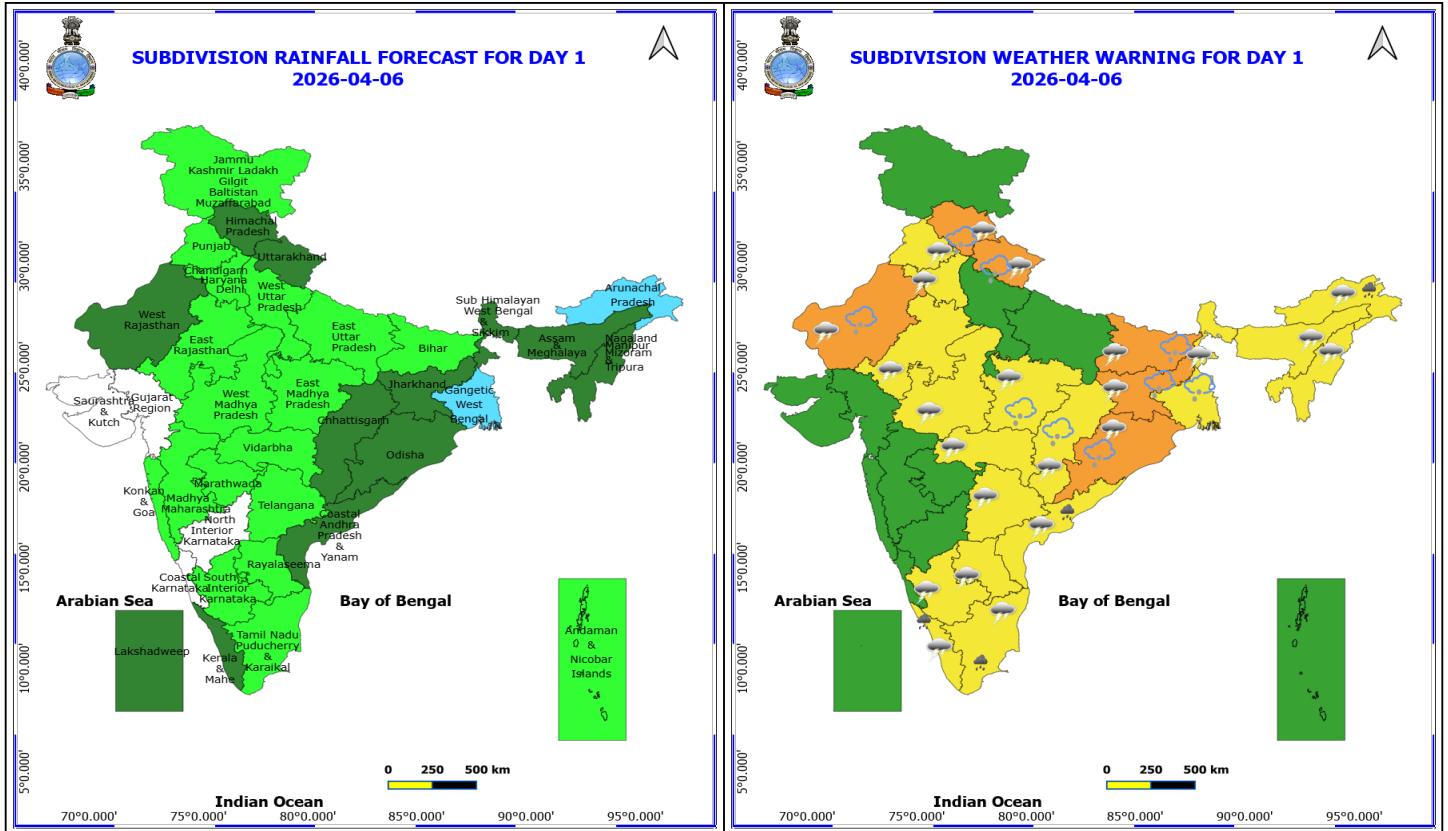 SUBDIVISION RAINFALL FORECAST FOR DAY 1
2026-04-06
40°0.000'
35°0.000'
30°0.000'
25°0.000'
20°0.000'
15°0.000'
10°0.000'
5°0.000'
Jammu
Kashmir Ladakh
Gilgit
Baltistan
Muzaffarabad
Himachal
Pradesh
Punjab
Uttarakhand
Chandigarh
Haryana
Delhi
West
Uttar
Pradesh
West
Rajasthan
East
Rajasthan
East
Uttar
Pradesh
Bihar
Sub Himalayan
West Bengal
&
Sikkim
Arunachal
Pradesh
Assam
&
Meghalaya
Nagaland
Manipur
Mizoram
&
Tripura
Saurashtra
&
Kutch
Gujarat
Region
West
Madhya
Pradesh
East
Madhya
Pradesh
Jharkhand
Gangetic
West
Bengal
Chhattisgarh
Odisha
Vidarbha
Konkan
&
Goa
Madhya
Maharashtra
Marathwada
Telangana
North
Interior
Karnataka
Coastal
Andhra
Pradesh
&
Yanam
Rayalaseema
Coastal
Karnataka
South
Interior
Karnataka
Arabian Sea
Bay of Bengal
Lakshadweep
Kerala
&
Mahe
Tamil Nadu
Puducherry
&
Karaikal
Andaman
&
Nicobar
Islands
0 250 500 km
Indian Ocean
70°0.000' 75°0.000' 80°0.000' 85°0.000' 90°0.000' 95°0.000'
SUBDIVISION WEATHER WARNING FOR DAY 1
2026-04-06
40°0.000'
35°0.000'
30°0.000'
25°0.000'
20°0.000'
15°0.000'
10°0.000'
5°0.000'
Arabian Sea
Bay of Bengal
0 250 500 km
Indian Ocean
70°0.000' 75°0.000' 80°0.000' 85°0.000' 90°0.000' 95°0.000'